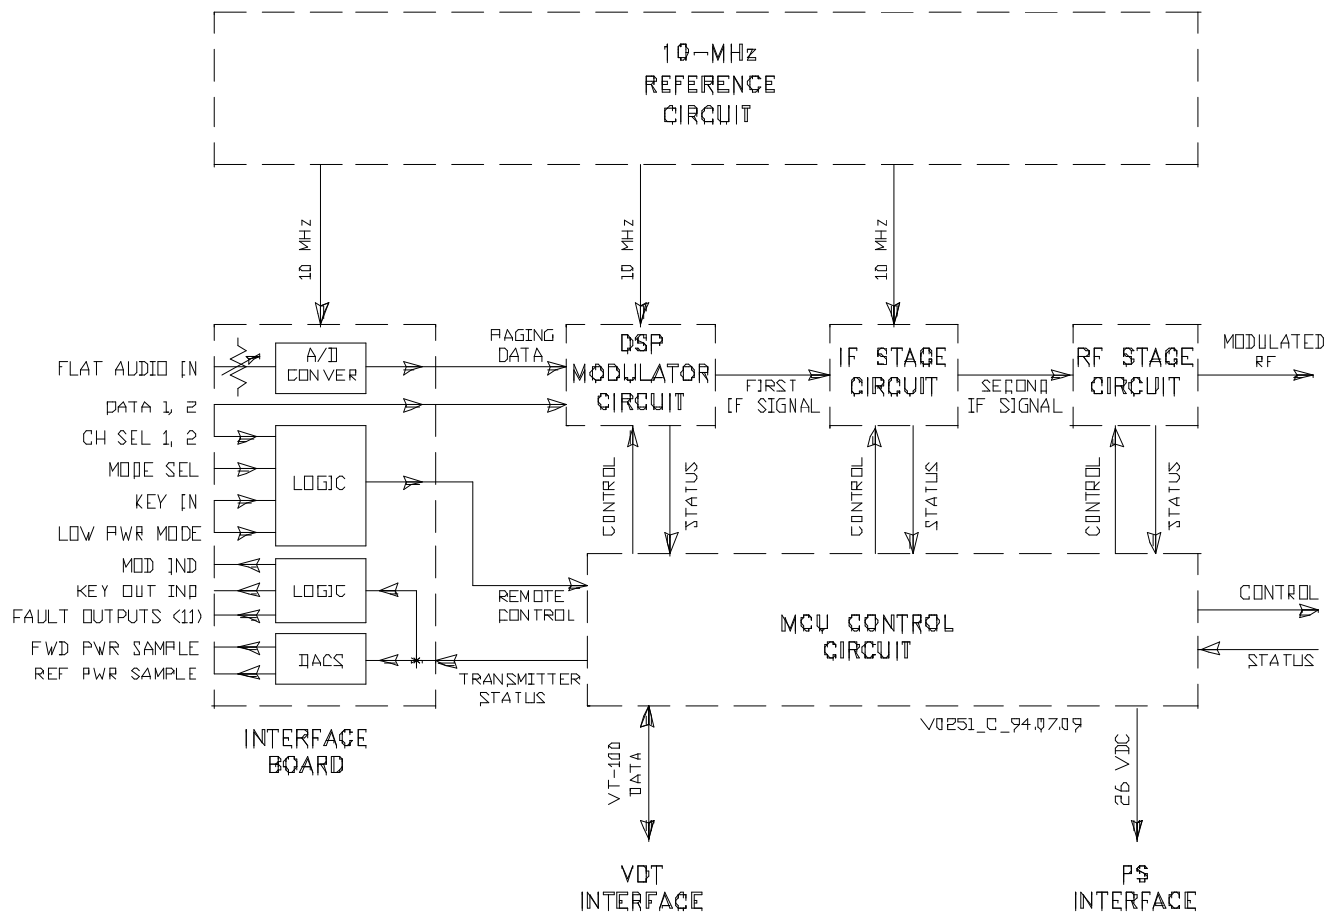 10-MHz
REFERENCE
CIRCUIT
10 MHz
10 MHz
10 MHz
FLAT AUDIO IN
A/D
CONVER
PAGING
DATA
DSP
MODULATOR
CIRCUIT
FIRST
IF SIGNAL
IF STAGE
CIRCUIT
SECOND
IF SIGNAL
RF STAGE
CIRCUIT
MODULATED
RF
DATA 1, 2
CH SEL 1, 2
MODE SEL
KEY IN
LOW PWR MODE
LOGIC
CONTROL
STATUS
CONTROL
STATUS
CONTROL
STATUS
MOD IND
KEY OUT IND
FAULT OUTPUTS (11)
LOGIC
FWD PWR SAMPLE
REF PWR SAMPLE
DACS
REMOTE
CONTROL
TRANSMITTER
STATUS
MCU CONTROL
CIRCUIT
CONTROL
STATUS
INTERFACE
BOARD
V0251_C_94.07.09
VT-100
DATA
26 VDC
VDT
INTERFACE
PS
INTERFACE